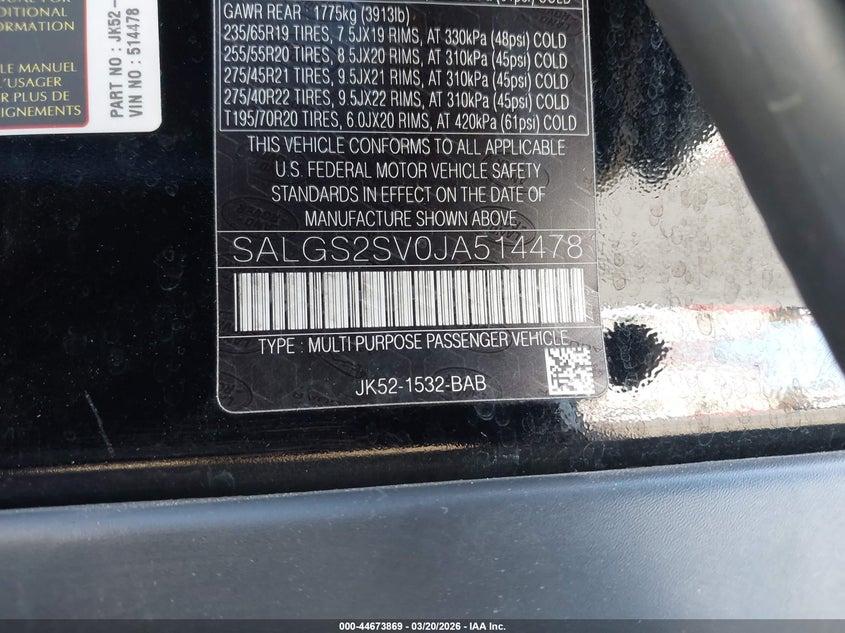 DITIONAL
FORMATION
LE MANUEL
L'USAGER
R PLUS DE
EIGNEMENTS
PART NO : JK52-
VIN NO : 514478
GAWR REAR : 1775kg (3913lb)
235/65R19 TIRES, 7.5JX19 RIMS, AT 330kPa (48psi) COLD
255/55R20 TIRES, 8.5JX20 RIMS, AT 310kPa (45psi) COLD
275/45R21 TIRES, 9.5JX21 RIMS, AT 310kPa (45psi) COLD
275/40R22 TIRES, 9.5JX22 RIMS, AT 310kPa (45psi) COLD
T195/70R20 TIRES, 6.0JX20 RIMS, AT 420kPa (61psi) COLD
THIS VEHICLE CONFORMS TO ALL APPLICABLE
U.S. FEDERAL MOTOR VEHICLE SAFETY
STANDARDS IN EFFECT ON THE DATE OF
MANUFACTURE SHOWN ABOVE.
SALGS2SV0JA514478
TYPE : MULTI PURPOSE PASSENGER VEHICLE
JK52-1532-BAB
000-44673869 — 03/20/2026 — IAA Inc.